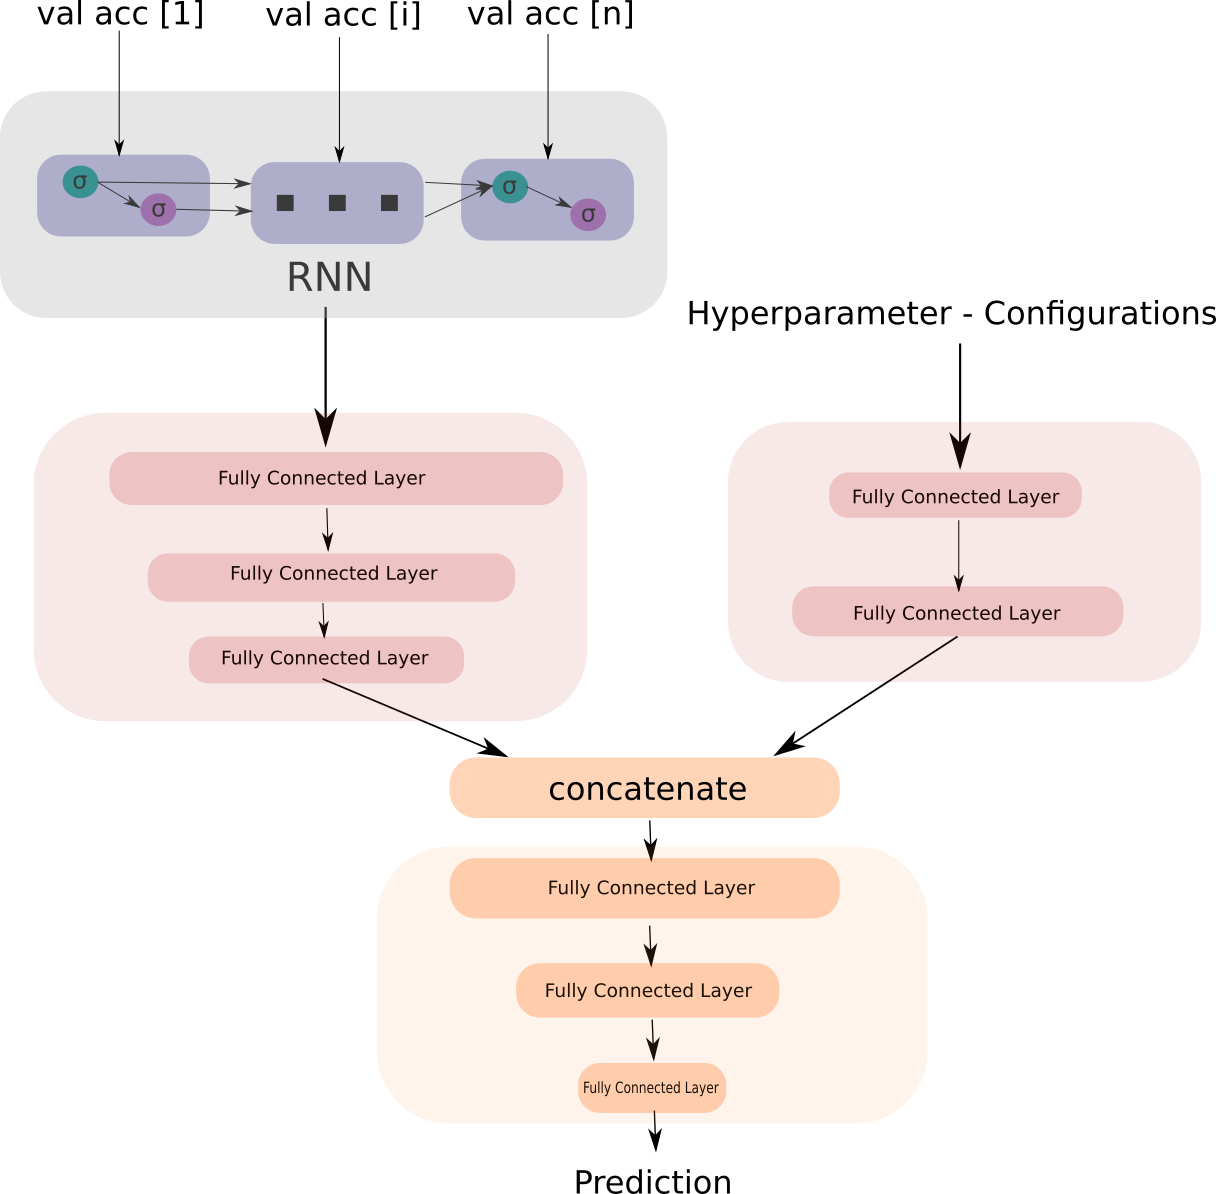 val acc [1]
val acc [i]
val acc [n]
σ
σ
σ
σ
RNN
Hyperparameter - Configurations
Fully Connected Layer
Fully Connected Layer
Fully Connected Layer
Fully Connected Layer
Fully Connected Layer
concatenate
Fully Connected Layer
Fully Connected Layer
Fully Connected Layer
Prediction